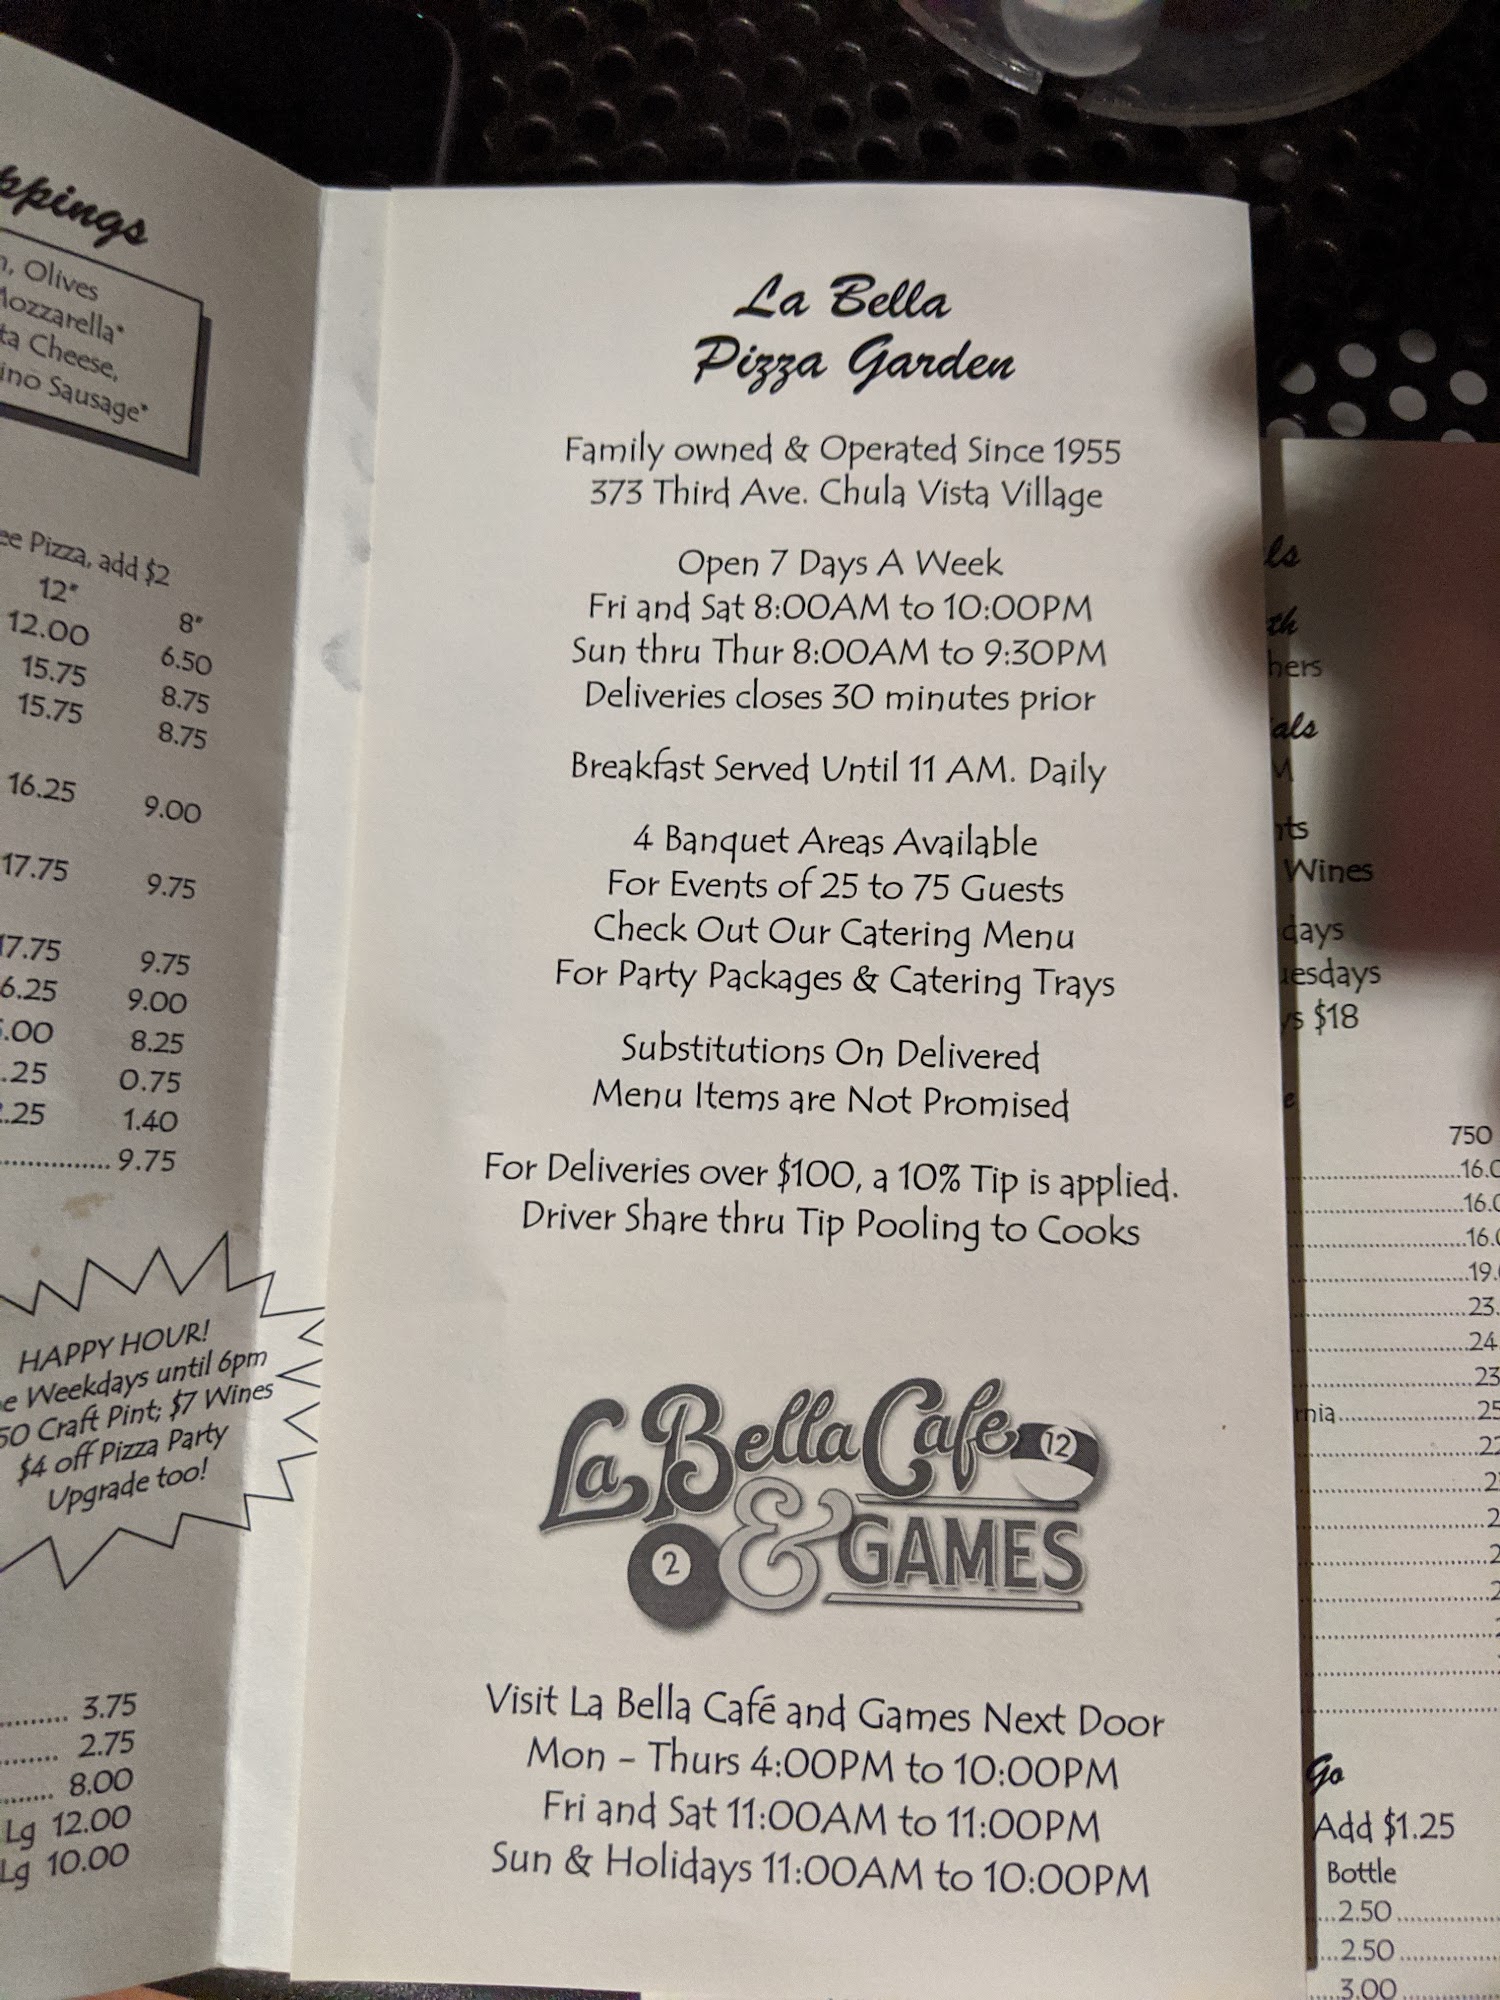 Olives
Mozzarella*
Cheese,
Sausage*
Pizza, add $2
12" 8"
12.00 6.50
15.75 8.75
15.75 8.75
16.25 9.00
17.75 9.75
17.75 9.75
9.00
8.25
0.75
1.40
9.75
HAPPY HOUR!
Weekdays until 6pm
Craft Pint; $7 Wines
$4 off Pizza Party
Upgrade too!
3.75
2.75
8.00
Lg 12.00
Lg 10.00
La Bella
Pizza Garden
Family owned & Operated Since 1955
373 Third Ave. Chula Vista Village
Open 7 Days A Week
Fri and Sat 8:00AM to 10:00PM
Sun thru Thur 8:00AM to 9:30PM
Deliveries closes 30 minutes prior
Breakfast Served Until 11 AM. Daily
4 Banquet Areas Available
For Events of 25 to 75 Guests
Check Out Our Catering Menu
For Party Packages & Catering Trays
Substitutions On Delivered
Menu Items are Not Promised
For Deliveries over $100, a 10% Tip is applied.
Driver Share thru Tip Pooling to Cooks
La Bella Cafe 12
2 & GAMES
Visit La Bella Café and Games Next Door
Mon - Thurs 4:00PM to 10:00PM
Fri and Sat 11:00AM to 11:00PM
Sun & Holidays 11:00AM to 10:00PM
Wines
$18
750
Go
Add $1.25
Bottle
2.50
2.50
3.00